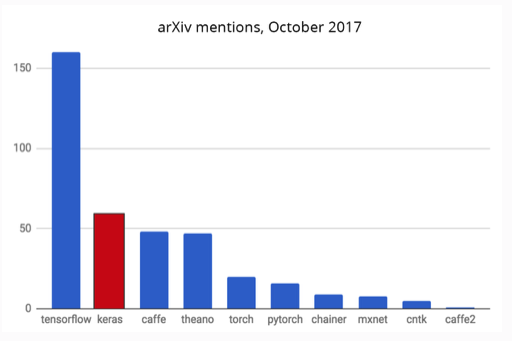 arXiv mentions, October 2017
150
100
50
0
tensorflow keras caffe theano torch pytorch chainer mxnet cntk caffe2